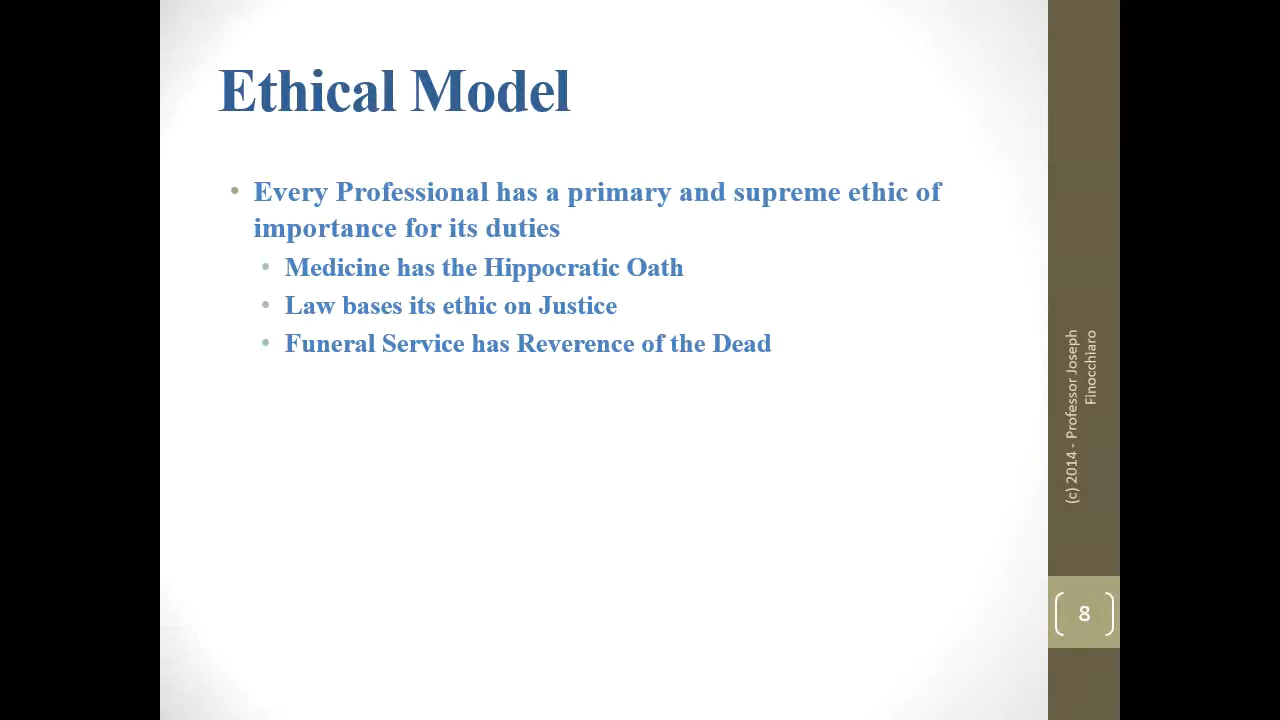 Ethical Model
• Every Professional has a primary and supreme ethic of
importance for its duties
• Medicine has the Hippocratic Oath
• Law bases its ethic on Justice
• Funeral Service has Reverence of the Dead
(c) 2014 - Professor Joseph
Finocchiaro
8